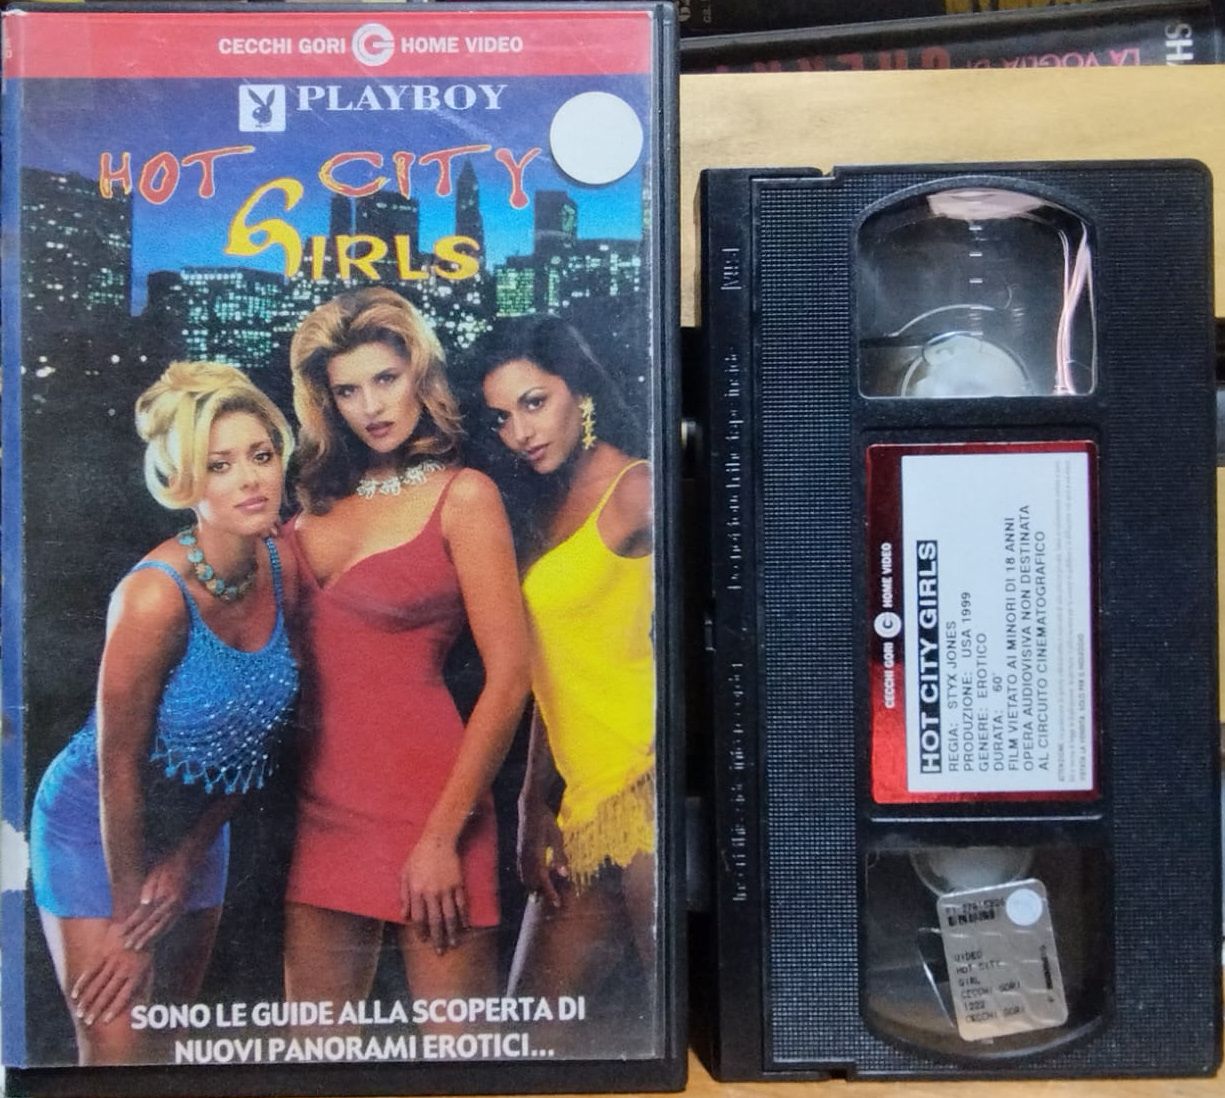 CECCHI GORI CG HOME VIDEO
PLAYBOY
HOT CITY
GIRLS
SONO LE GUIDE ALLA SCOPERTA DI
NUOVI PANORAMI EROTICI...
LA VOGLIA DI
CECCHI GORI CG HOME VIDEO
HOT CITY GIRLS
REGIA: STYX JONES
PRODUZIONE: USA 1999
GENERE: EROTICO
DURATA: 60'
FILM VIETATO AI MINORI DI 18 ANNI
OPERA AUDIOVISIVA NON DESTINATA
AL CIRCUITO CINEMATOGRAFICO
VIDEO
HOT CITY
GIRL
CECCHI GORI
1222
CECCHI GORI